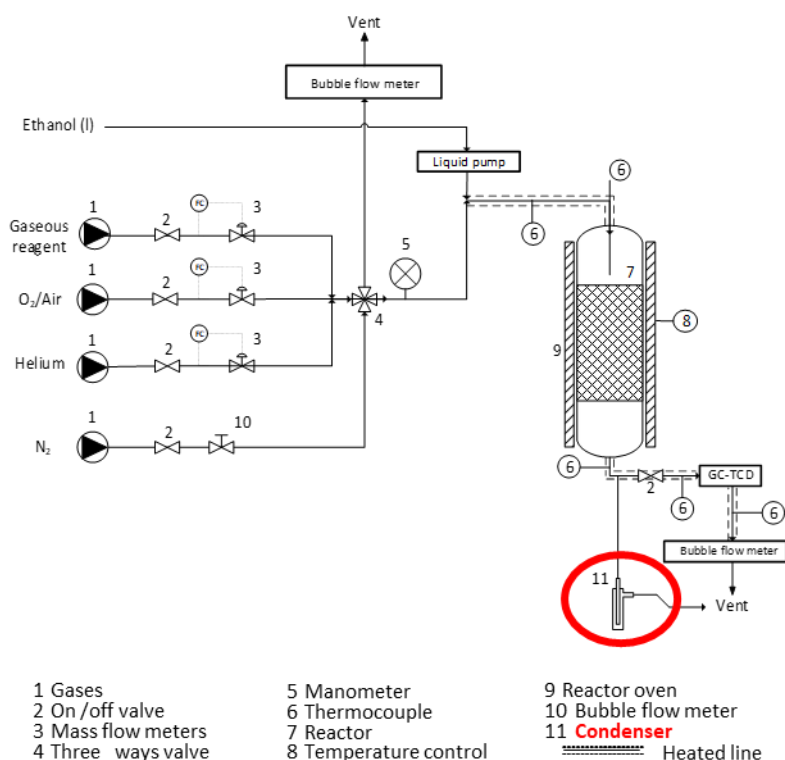 Vent
Bubble flow meter
Ethanol (l)
Liquid pump
6
1
2
FC
3
Gaseous
reagent
6
5
1
2
FC
3
7
O₂/Air
4
8
1
2
FC
3
9
Helium
1
2
10
N₂
6
2
6
GC-TCD
6
Bubble flow meter
11
Vent
1 Gases
2 On /off valve
3 Mass flow meters
4 Three ways valve
5 Manometer
6 Thermocouple
7 Reactor
8 Temperature control
9 Reactor oven
10 Bubble flow meter
11 Condenser
Heated line